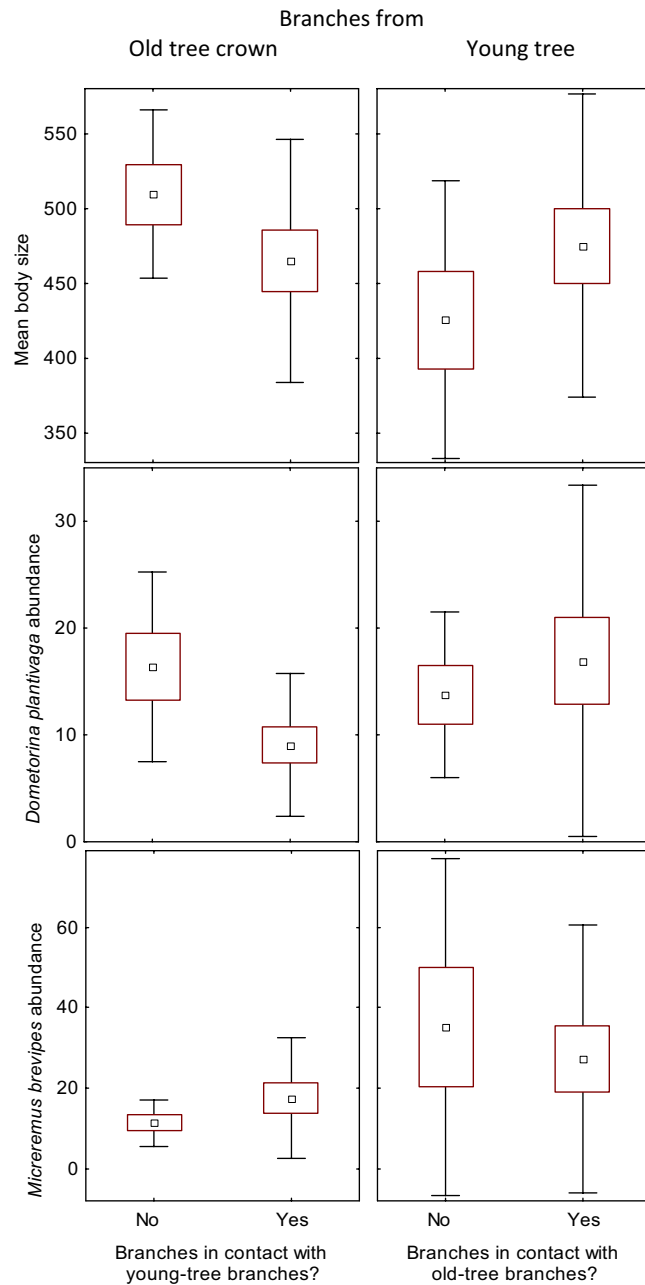 Branches from
Old tree crown
Young tree
Mean body size
550
500
450
400
350
Dometorina plantivaga abundance
30
20
10
0
Micreremus brevipes abundance
60
40
20
0
No
Yes
No
Yes
Branches in contact with
young-tree branches?
Branches in contact with
old-tree branches?